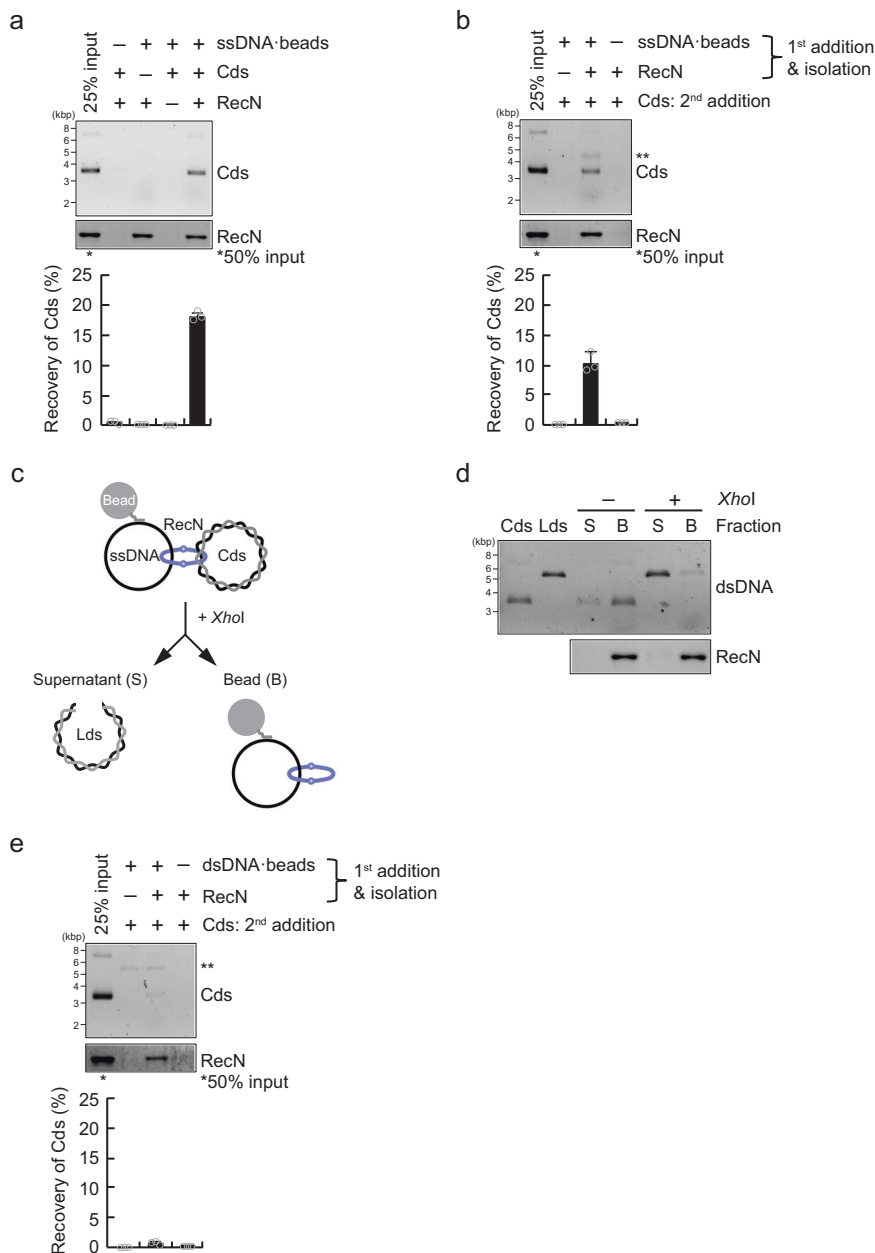 a
25% input
– + + + ssDNA·beads
+ – + + Cds
+ + – + RecN
(kbp)
8
6
5
4
3
2
Cds
RecN
*
*50% input
Recovery of Cds (%)
25
20
15
10
5
0
b
25% input
+ + – ssDNA·beads
– + + RecN
1st addition
& isolation
+ + + Cds: 2nd addition
(kbp)
8
6
5
4
3
2
**
Cds
RecN
*
*50% input
Recovery of Cds (%)
25
20
15
10
5
0
c
Bead
RecN
ssDNA
Cds
+ XhoI
Supernatant (S)
Bead (B)
Lds
d
– + XhoI
Cds Lds S B S B Fraction
(kbp)
8
6
5
4
3
dsDNA
RecN
e
25% input
+ + – dsDNA·beads
– + + RecN
1st addition
& isolation
+ + + Cds: 2nd addition
(kbp)
8
6
5
4
3
2
**
Cds
RecN
*
*50% input
Recovery of Cds (%)
25
20
15
10
5
0